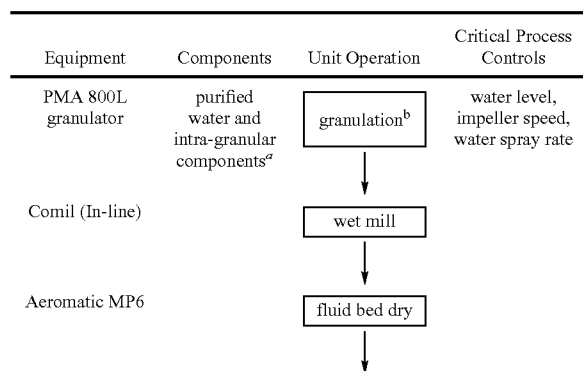 Equipment Components Unit Operation Critical Process Controls
PMA 800L granulator
purified water and intra-granular components^a
granulation^b
water level, impeller speed, water spray rate
Comil (In-line)
wet mill
Aeromatic MP6
fluid bed dry